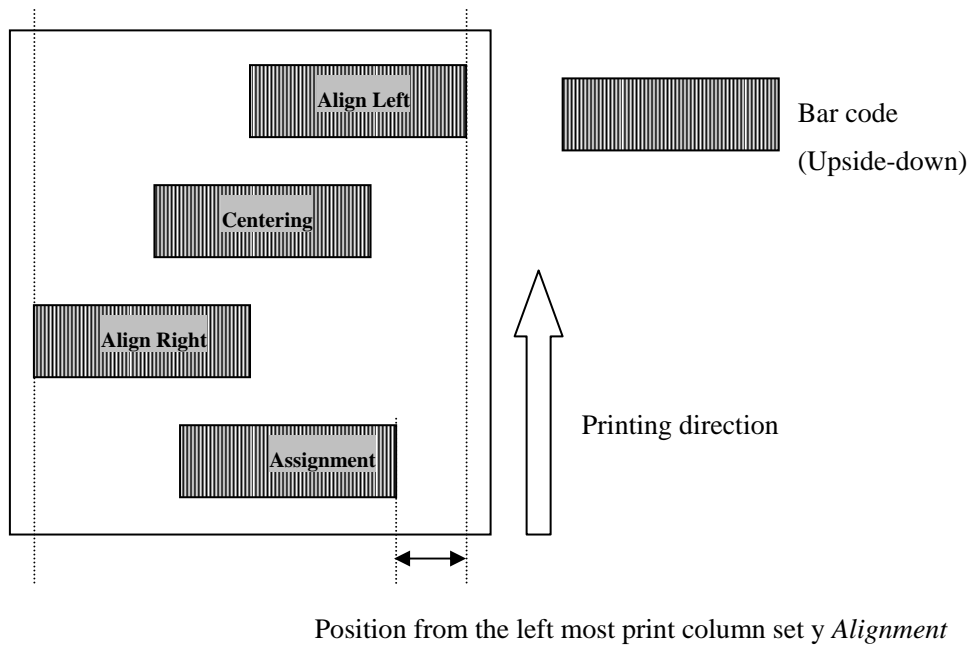 Align Left
Bar code
(Upside-down)
Centering
Align Right
Printing direction
Assignment
Position from the left most print column set y Alignment